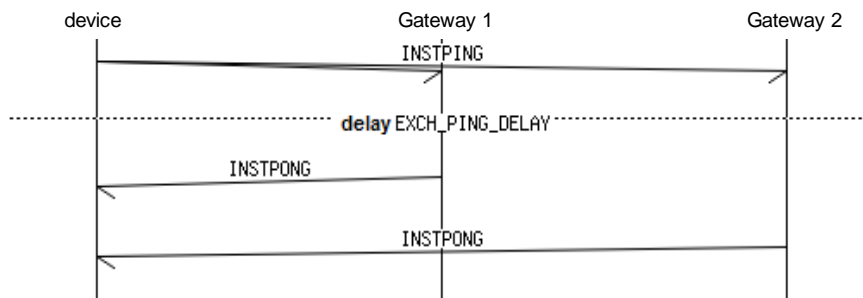 device Gateway 1 Gateway 2
INSTPING
delay EXCH_PING_DELAY
INSTPONG
INSTPONG